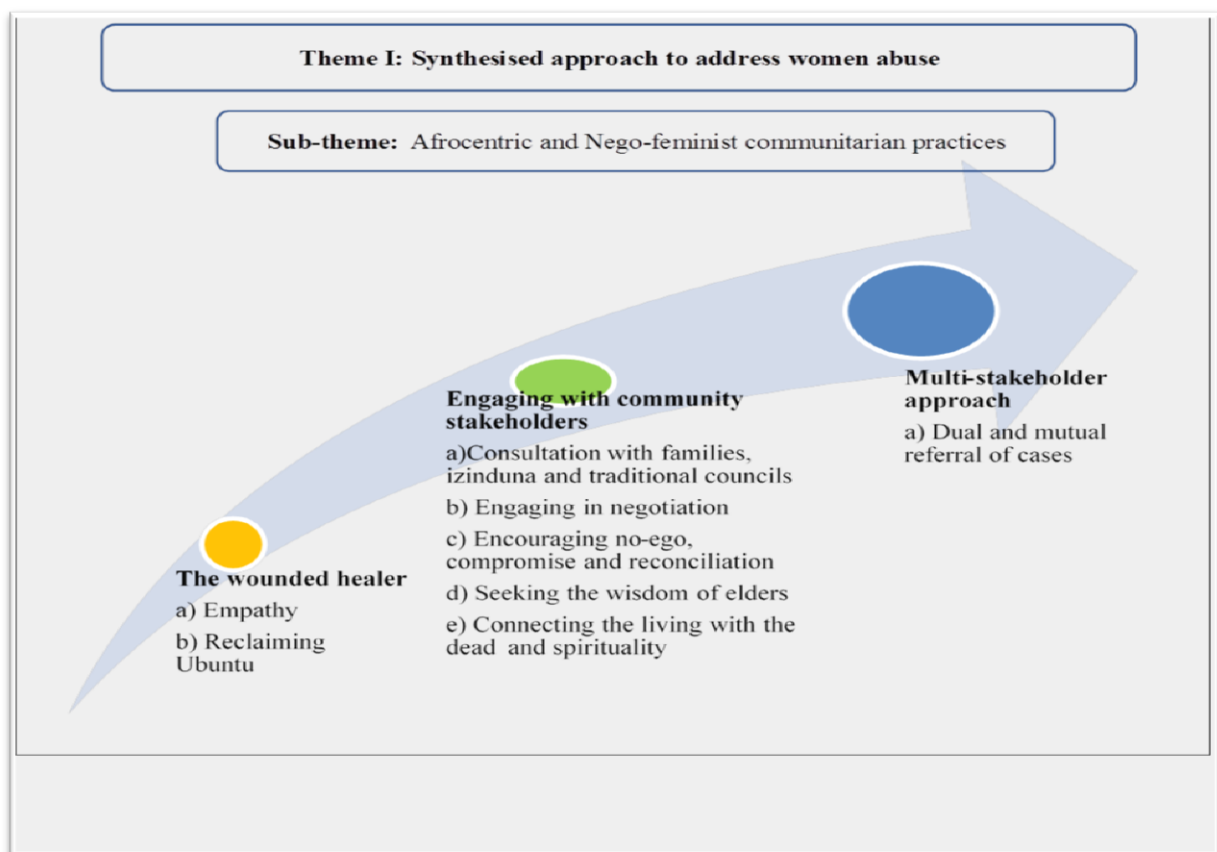 Theme I: Synthesised approach to address women abuse
Sub-theme: Afrocentric and Nego-feminist communitarian practices
The wounded healer
a) Empathy
b) Reclaiming
Ubuntu
Engaging with community
stakeholders
a)Consultation with families,
izinduna and traditional councils
b) Engaging in negotiation
c) Encouraging no-ego,
compromise and reconciliation
d) Seeking the wisdom of elders
e) Connecting the living with the
dead and spirituality
Multi-stakeholder
approach
a) Dual and mutual
referral of cases